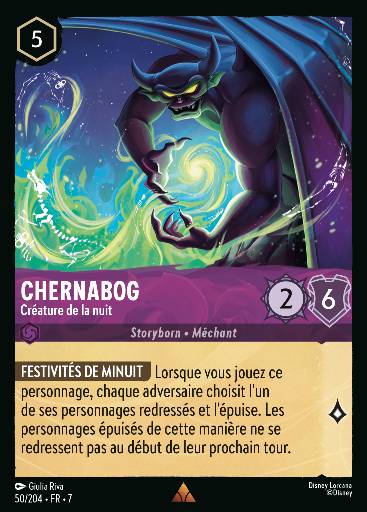 5
CHERNABOG
Créature de la nuit
2
6
Storyborn • Méchant
FESTIVITÉS DE MINUIT Lorsque vous jouez ce
personnage, chaque adversaire choisit l'un
de ses personnages redressés et l'épuise. Les
personnages épuisés de cette manière ne se
redressent pas au début de leur prochain tour.
Giulia Riva
50/204 • FR • 7
Disney Lorcana
©Disney